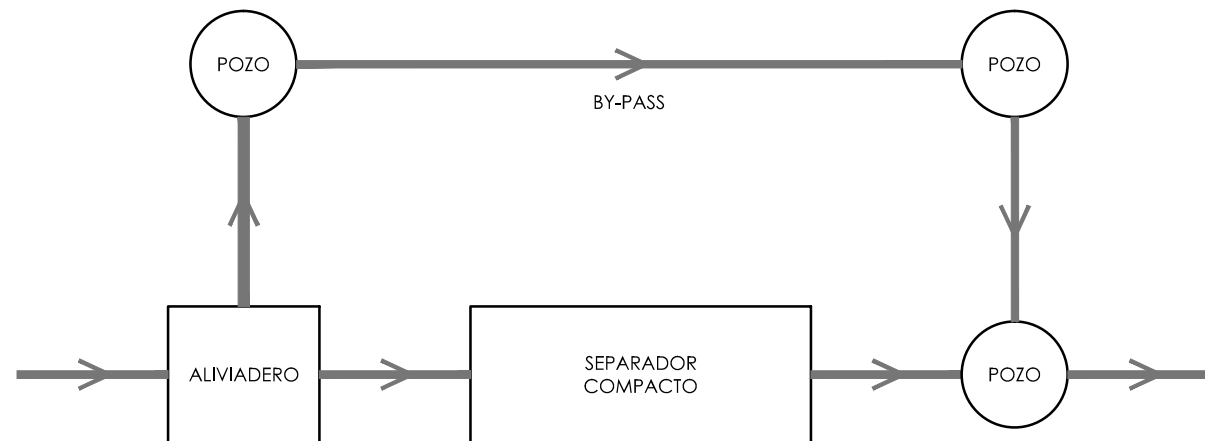 POZO
POZO
BY-PASS
ALIVIADERO
SEPARADOR
COMPACTO
POZO